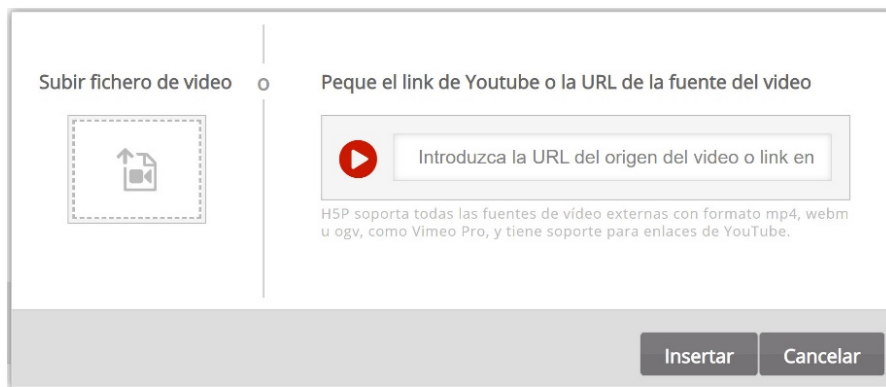 Subir fichero de video
o
Peque el link de Youtube o la URL de la fuente del video
Introduzca la URL del origen del video o link en
H5P soporta todas las fuentes de vídeo externas con formato mp4, webm
u ogv, como Vimeo Pro, y tiene soporte para enlaces de YouTube.
Insertar
Cancelar